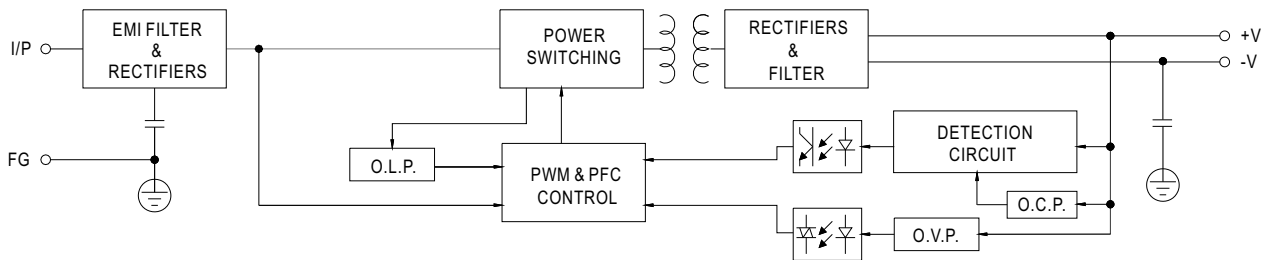 I/P
EMI FILTER
&
RECTIFIERS
POWER
SWITCHING
RECTIFIERS
&
FILTER
+V
-V
FG
O.L.P.
PWM & PFC
CONTROL
DETECTION
CIRCUIT
O.C.P.
O.V.P.